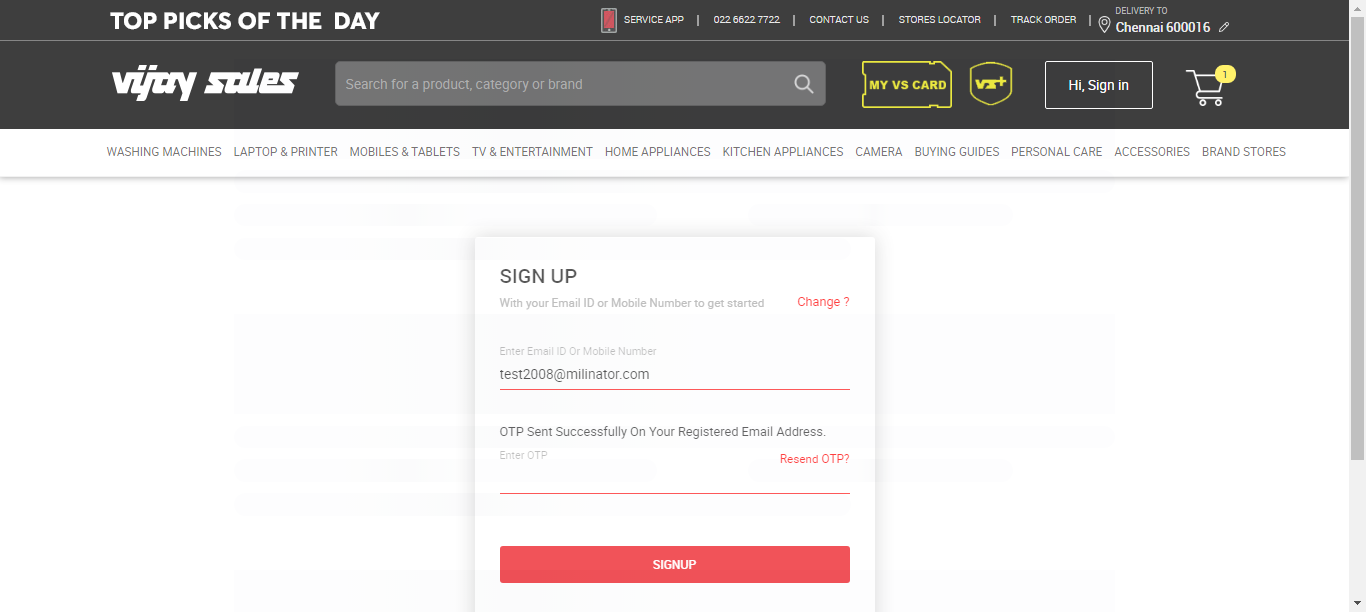 TOP PICKS OF THE DAY
SERVICE APP | 022 6622 7722 | CONTACT US | STORES LOCATOR | TRACK ORDER |
DELIVERY TO
Chennai 600016
vijay sales
Search for a product, category or brand
MY VS CARD
VS+
Hi, Sign in
1
WASHING MACHINES LAPTOP & PRINTER MOBILES & TABLETS TV & ENTERTAINMENT HOME APPLIANCES KITCHEN APPLIANCES CAMERA BUYING GUIDES PERSONAL CARE ACCESSORIES BRAND STORES
SIGN UP
With your Email ID or Mobile Number to get started
Change ?
Enter Email ID Or Mobile Number
test2008@milinator.com
OTP Sent Successfully On Your Registered Email Address.
Enter OTP
Resend OTP?
SIGNUP